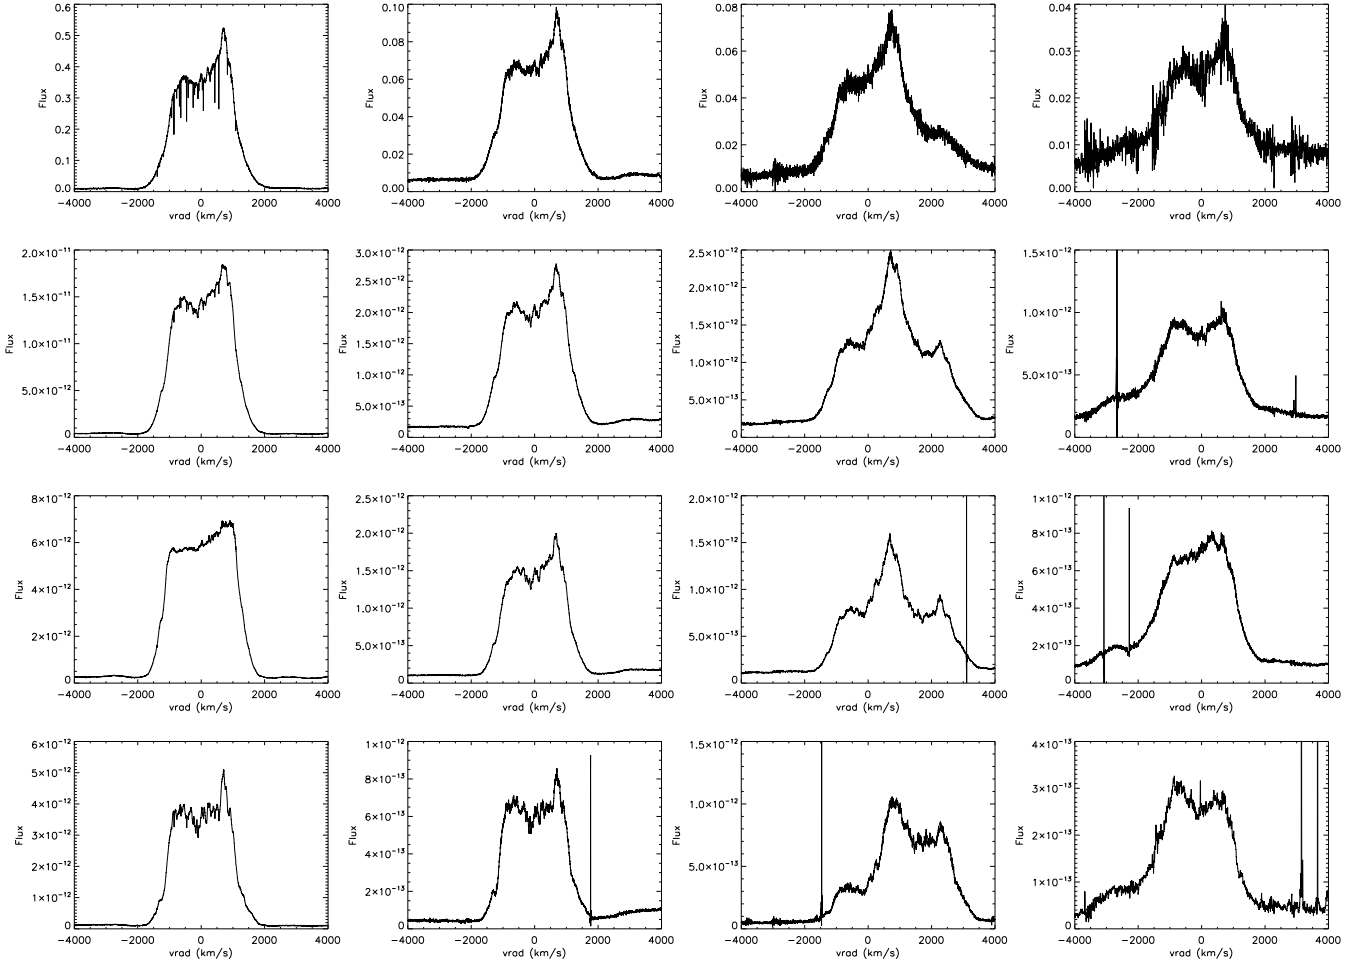 0.6 0.5 0.4 0.3 0.2 0.1 0.0
Flux
−4000 −2000 0 2000 4000
vrad (km/s)
0.10 0.08 0.06 0.04 0.02 0.00
Flux
−4000 −2000 0 2000 4000
vrad (km/s)
0.08 0.06 0.04 0.02 0.00
Flux
−4000 −2000 0 2000 4000
vrad (km/s)
0.04 0.03 0.02 0.01 0.00
Flux
−4000 −2000 0 2000 4000
vrad (km/s)
2.0×10⁻¹¹ 1.5×10⁻¹¹ 1.0×10⁻¹¹ 5.0×10⁻¹² 0
Flux
−4000 −2000 0 2000 4000
vrad (km/s)
3.0×10⁻¹² 2.5×10⁻¹² 2.0×10⁻¹² 1.5×10⁻¹² 1.0×10⁻¹² 5.0×10⁻¹³ 0
Flux
−4000 −2000 0 2000 4000
vrad (km/s)
2.5×10⁻¹² 2.0×10⁻¹² 1.5×10⁻¹² 1.0×10⁻¹² 5.0×10⁻¹³ 0
Flux
−4000 −2000 0 2000 4000
vrad (km/s)
1.5×10⁻¹² 1.0×10⁻¹² 5.0×10⁻¹³ 0
Flux
−4000 −2000 0 2000 4000
vrad (km/s)
8×10⁻¹² 6×10⁻¹² 4×10⁻¹² 2×10⁻¹² 0
Flux
−4000 −2000 0 2000 4000
vrad (km/s)
2.5×10⁻¹² 2.0×10⁻¹² 1.5×10⁻¹² 1.0×10⁻¹² 5.0×10⁻¹³ 0
Flux
−4000 −2000 0 2000 4000
vrad (km/s)
2.0×10⁻¹² 1.5×10⁻¹² 1.0×10⁻¹² 5.0×10⁻¹³ 0
Flux
−4000 −2000 0 2000 4000
vrad (km/s)
1×10⁻¹² 8×10⁻¹³ 6×10⁻¹³ 4×10⁻¹³ 2×10⁻¹³ 0
Flux
−4000 −2000 0 2000 4000
vrad (km/s)
6×10⁻¹² 5×10⁻¹² 4×10⁻¹² 3×10⁻¹² 2×10⁻¹² 1×10⁻¹² 0
Flux
−4000 −2000 0 2000 4000
vrad (km/s)
1×10⁻¹² 8×10⁻¹³ 6×10⁻¹³ 4×10⁻¹³ 2×10⁻¹³ 0
Flux
−4000 −2000 0 2000 4000
vrad (km/s)
1.5×10⁻¹² 1.0×10⁻¹² 5.0×10⁻¹³ 0
Flux
−4000 −2000 0 2000 4000
vrad (km/s)
4×10⁻¹³ 3×10⁻¹³ 2×10⁻¹³ 1×10⁻¹³ 0
Flux
−4000 −2000 0 2000 4000
vrad (km/s)